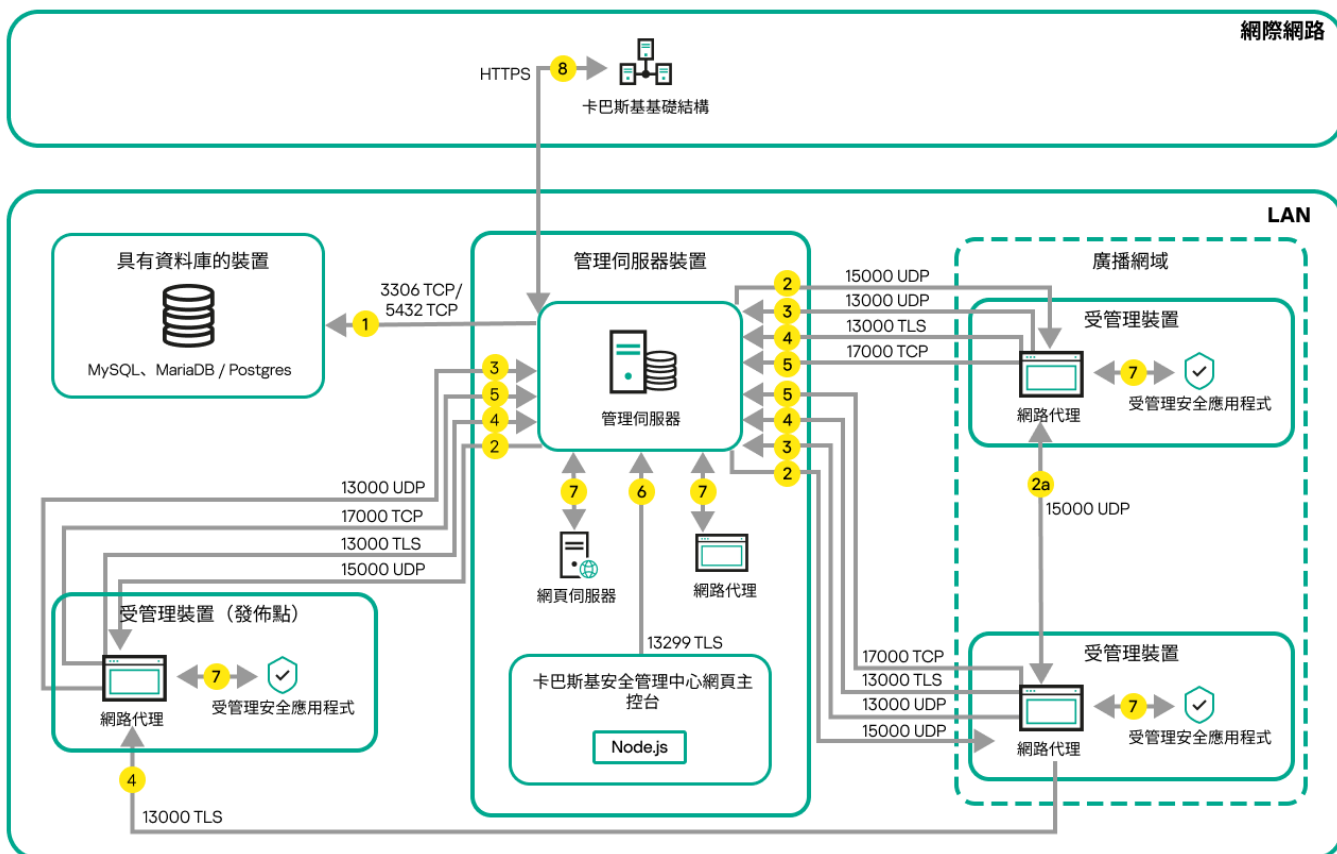 網際網路
HTTPS
8
卡巴斯基基礎結構
LAN
具有資料庫的裝置
MySQL、MariaDB / Postgres
3306 TCP/
5432 TCP
1
管理伺服器裝置
管理伺服器
3
5
4
2
13000 UDP
17000 TCP
13000 TLS
15000 UDP
2
3
4
5
15000 UDP
13000 UDP
13000 TLS
17000 TCP
5
4
3
2
廣播網域
受管理裝置
網路代理
7
受管理安全應用程式
2a
15000 UDP
7
6
7
網頁伺服器
網路代理
13299 TLS
卡巴斯基安全管理中心網頁主
控台
Node.js
受管理裝置（發佈點）
網路代理
7
受管理安全應用程式
17000 TCP
13000 TLS
13000 UDP
15000 UDP
受管理裝置
網路代理
7
受管理安全應用程式
4
13000 TLS